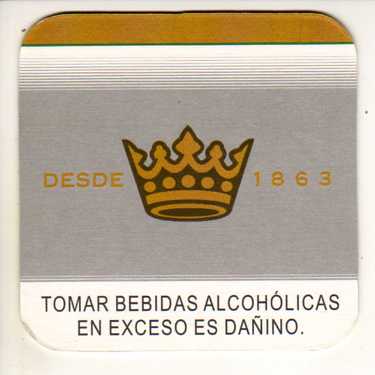 DESDE 1863
TOMAR BEBIDAS ALCOHÓLICAS
EN EXCESO ES DAÑINO.